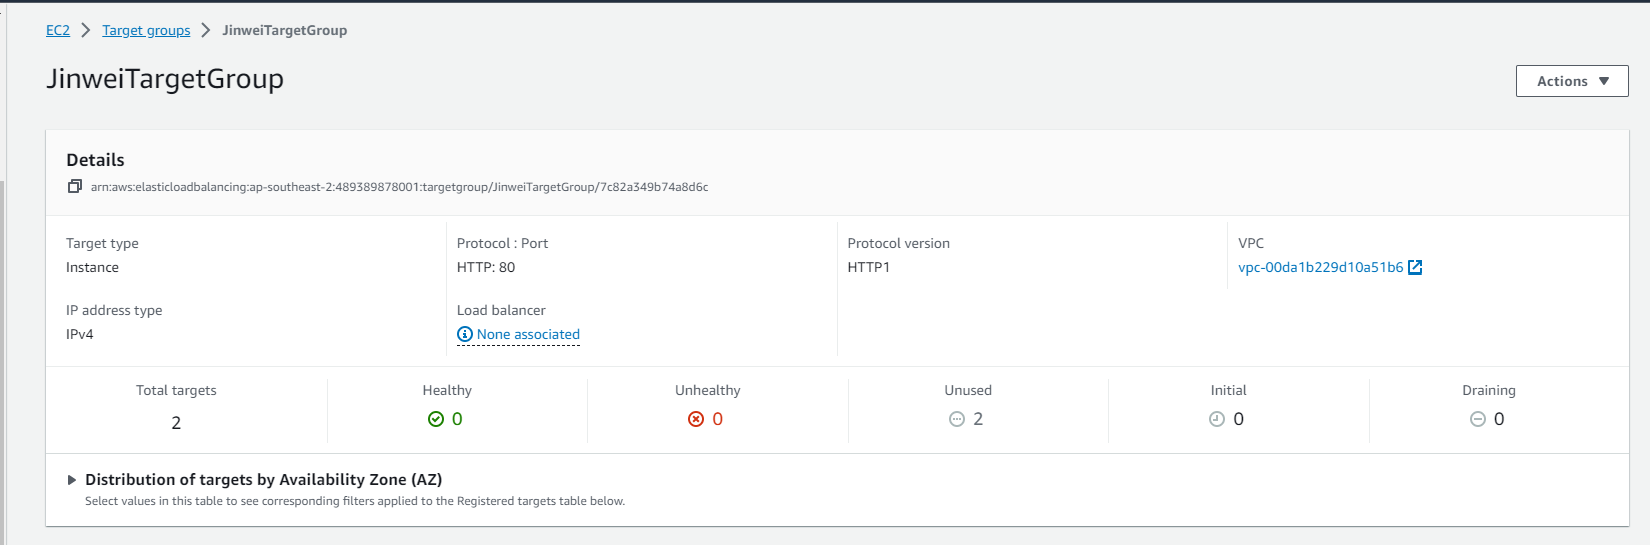 EC2 > Target groups > JinweiTargetGroup
JinweiTargetGroup
Actions
Details
arn:aws:elasticloadbalancing:ap-southeast-2:489389878001:targetgroup/JinweiTargetGroup/7c82a349b74a8d6c
Target type
Instance
Protocol : Port
HTTP: 80
Protocol version
HTTP1
VPC
vpc-00da1b229d10a51b6
IP address type
IPv4
Load balancer
None associated
Total targets
2
Healthy
0
Unhealthy
0
Unused
2
Initial
0
Draining
0
Distribution of targets by Availability Zone (AZ)
Select values in this table to see corresponding filters applied to the Registered targets table below.